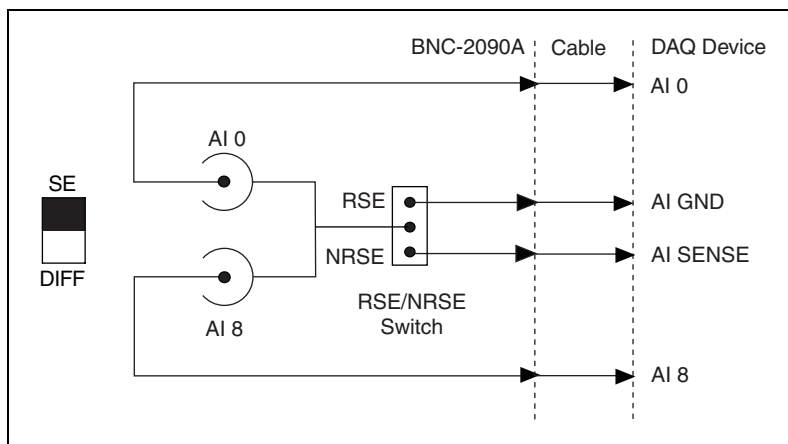 BNC-2090A Cable DAQ Device
AI 0
AI 0
SE
RSE
AI GND
NRSE
AI SENSE
DIFF
RSE/NRSE
Switch
AI 8
AI 8